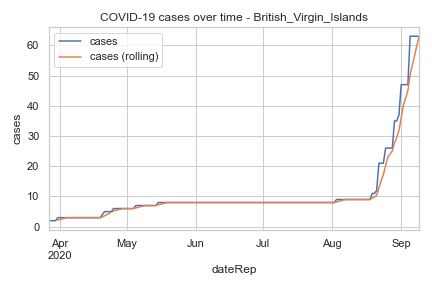 COVID-19 cases over time - British_Virgin_Islands
cases
cases (rolling)
60
50
40
30
20
10
0
cases
Apr May Jun Jul Aug Sep
2020
dateRep